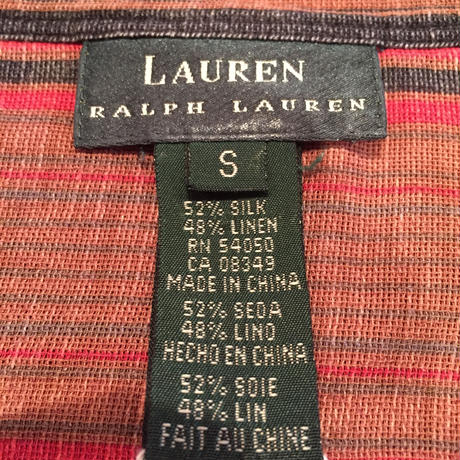 LAUREN
RALPH LAUREN
S
52% SILK
48% LINEN
RN 54050
CA 08349
MADE IN CHINA
52% SEDA
48% LINO
HECHO EN CHINA
52% SOIE
48% LIN
FAIT AU CHINE